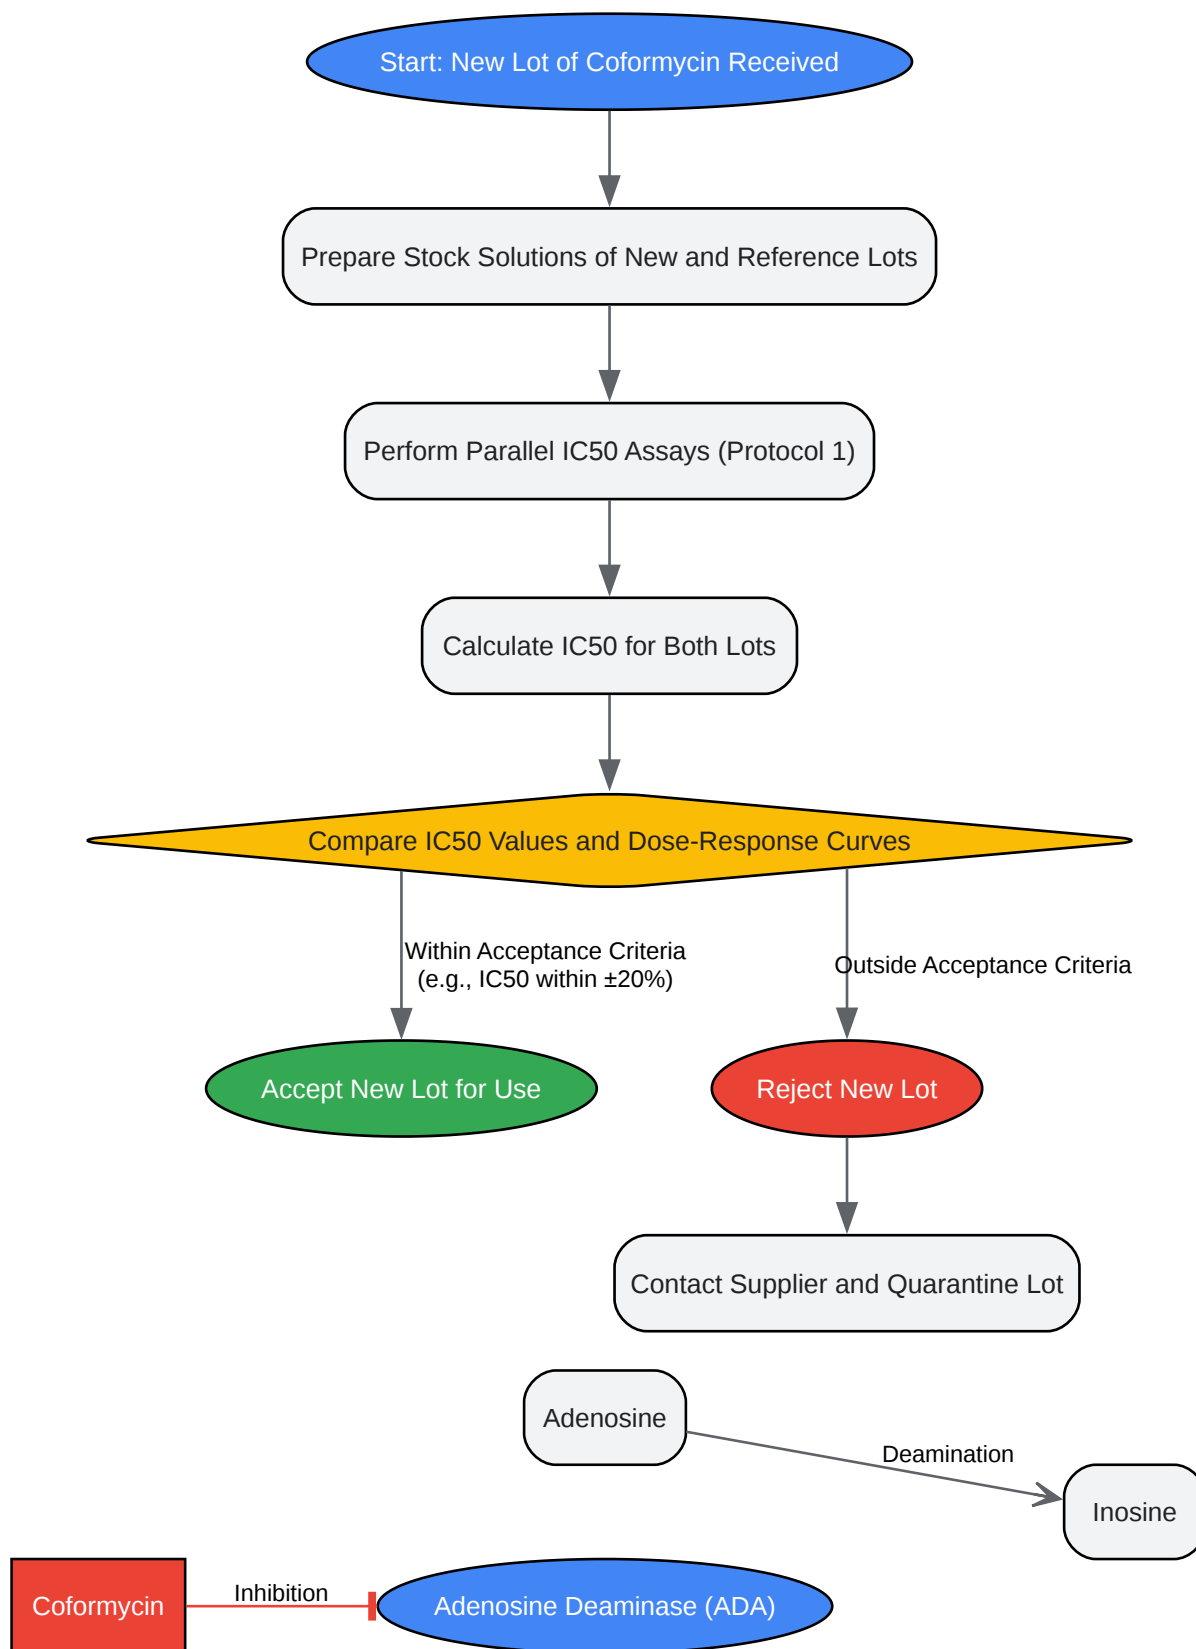 Start: New Lot of Coformycin Received
Prepare Stock Solutions of New and Reference Lots
Perform Parallel IC50 Assays (Protocol 1)
Calculate IC50 for Both Lots
Compare IC50 Values and Dose-Response Curves
Within Acceptance Criteria
(e.g., IC50 within ±20%)
Outside Acceptance Criteria
Accept New Lot for Use
Reject New Lot
Contact Supplier and Quarantine Lot
Adenosine
Deamination
Inosine
Coformycin
Inhibition
Adenosine Deaminase (ADA)